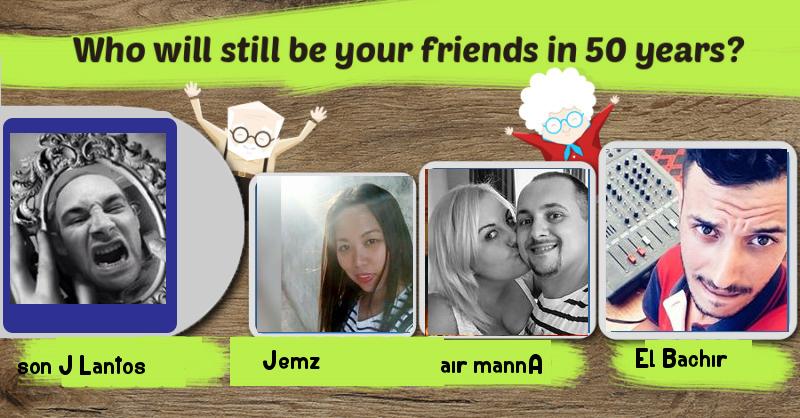 Who will still be your friends in 50 years?
son J Lantos
Jemz
air mannA
El Bachir